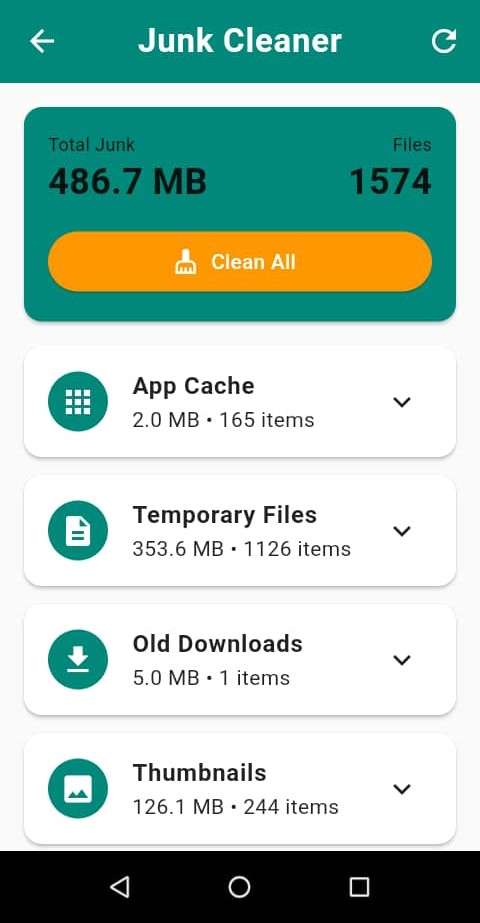 Junk Cleaner
Total Junk
Files
486.7 MB
1574
Clean All
App Cache
2.0 MB • 165 items
Temporary Files
353.6 MB • 1126 items
Old Downloads
5.0 MB • 1 items
Thumbnails
126.1 MB • 244 items